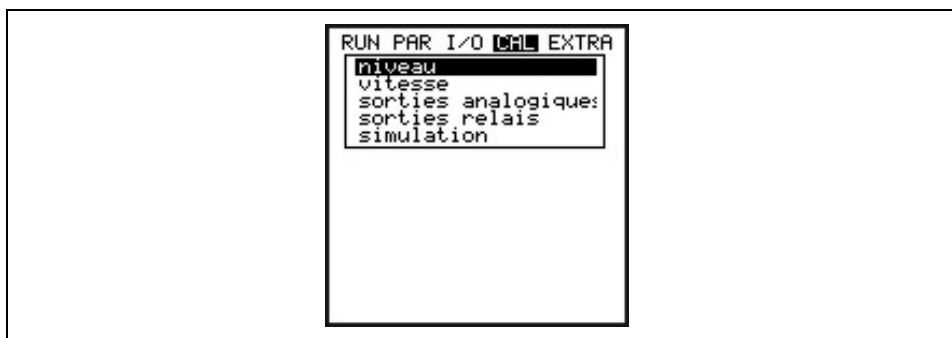 RUN PAR I/O CAL EXTRA
niveau
vitesse
sorties analogiques
sorties relais
simulation